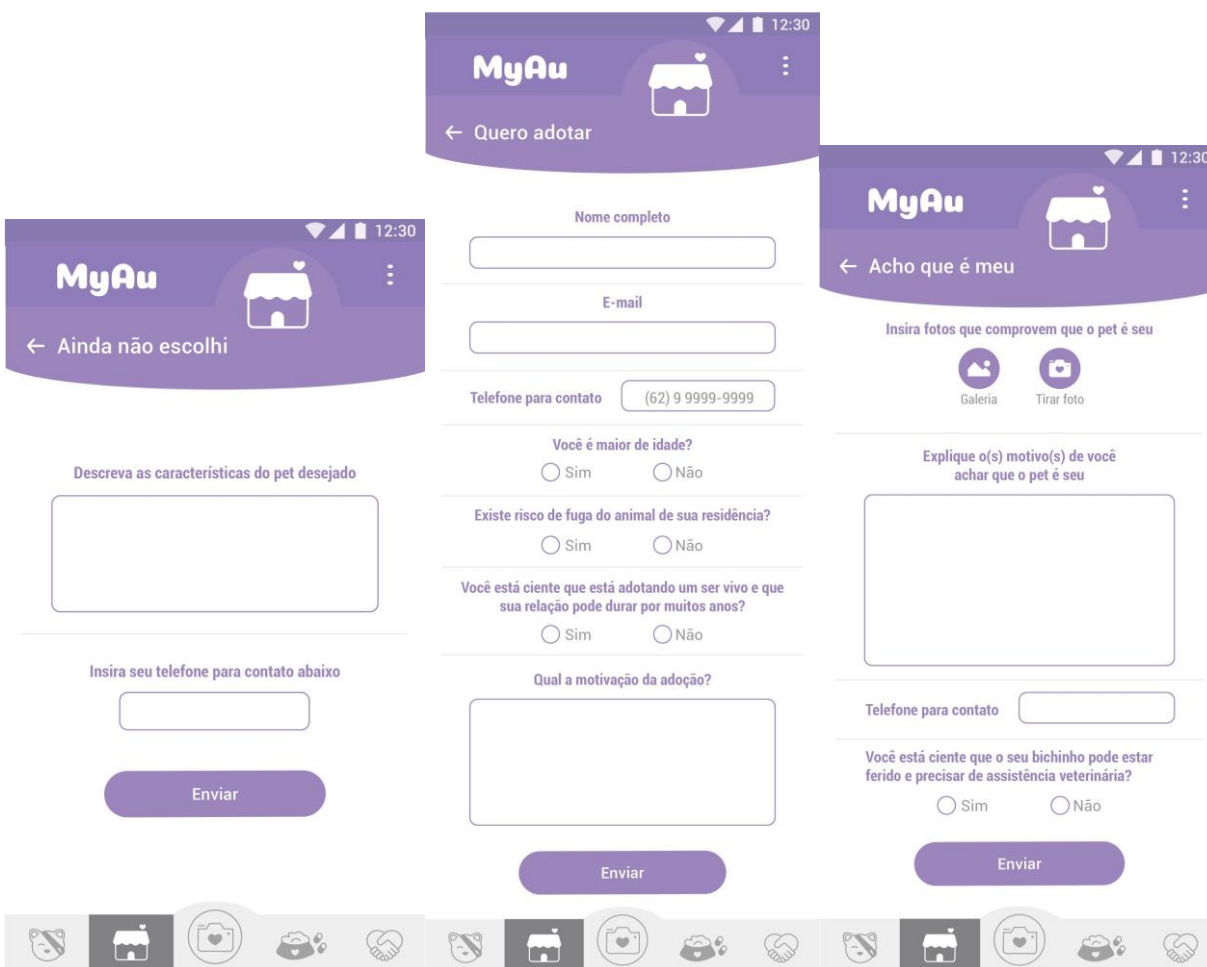 12:30
MyAu
← Ainda não escolhi
Descreva as características do pet desejado
Insira seu telefone para contato abaixo
Enviar
12:30
MyAu
← Quero adotar
Nome completo
E-mail
Telefone para contato (62) 9 9999-9999
Você é maior de idade?
Sim Não
Existe risco de fuga do animal de sua residência?
Sim Não
Você está ciente que está adotando um ser vivo e que
sua relação pode durar por muitos anos?
Sim Não
Qual a motivação da adoção?
Enviar
12:30
MyAu
← Acho que é meu
Insira fotos que comprovem que o pet é seu
Galeria Tirar foto
Explique o(s) motivo(s) de você
achar que o pet é seu
Telefone para contato
Você está ciente que o seu bichinho pode estar
ferido e precisar de assistência veterinária?
Sim Não
Enviar